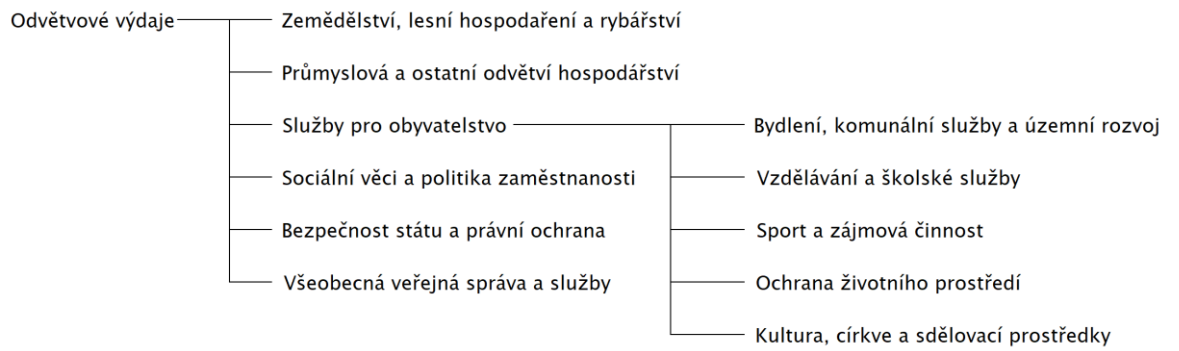 Odvětvové výdaje
Zemědělství, lesní hospodaření a rybářství
Průmyslová a ostatní odvětví hospodářství
Služby pro obyvatelstvo
Bydlení, komunální služby a územní rozvoj
Sociální věci a politika zaměstnanosti
Vzdělávání a školské služby
Bezpečnost státu a právní ochrana
Sport a zájmová činnost
Všeobecná veřejná správa a služby
Ochrana životního prostředí
Kultura, církve a sdělovací prostředky